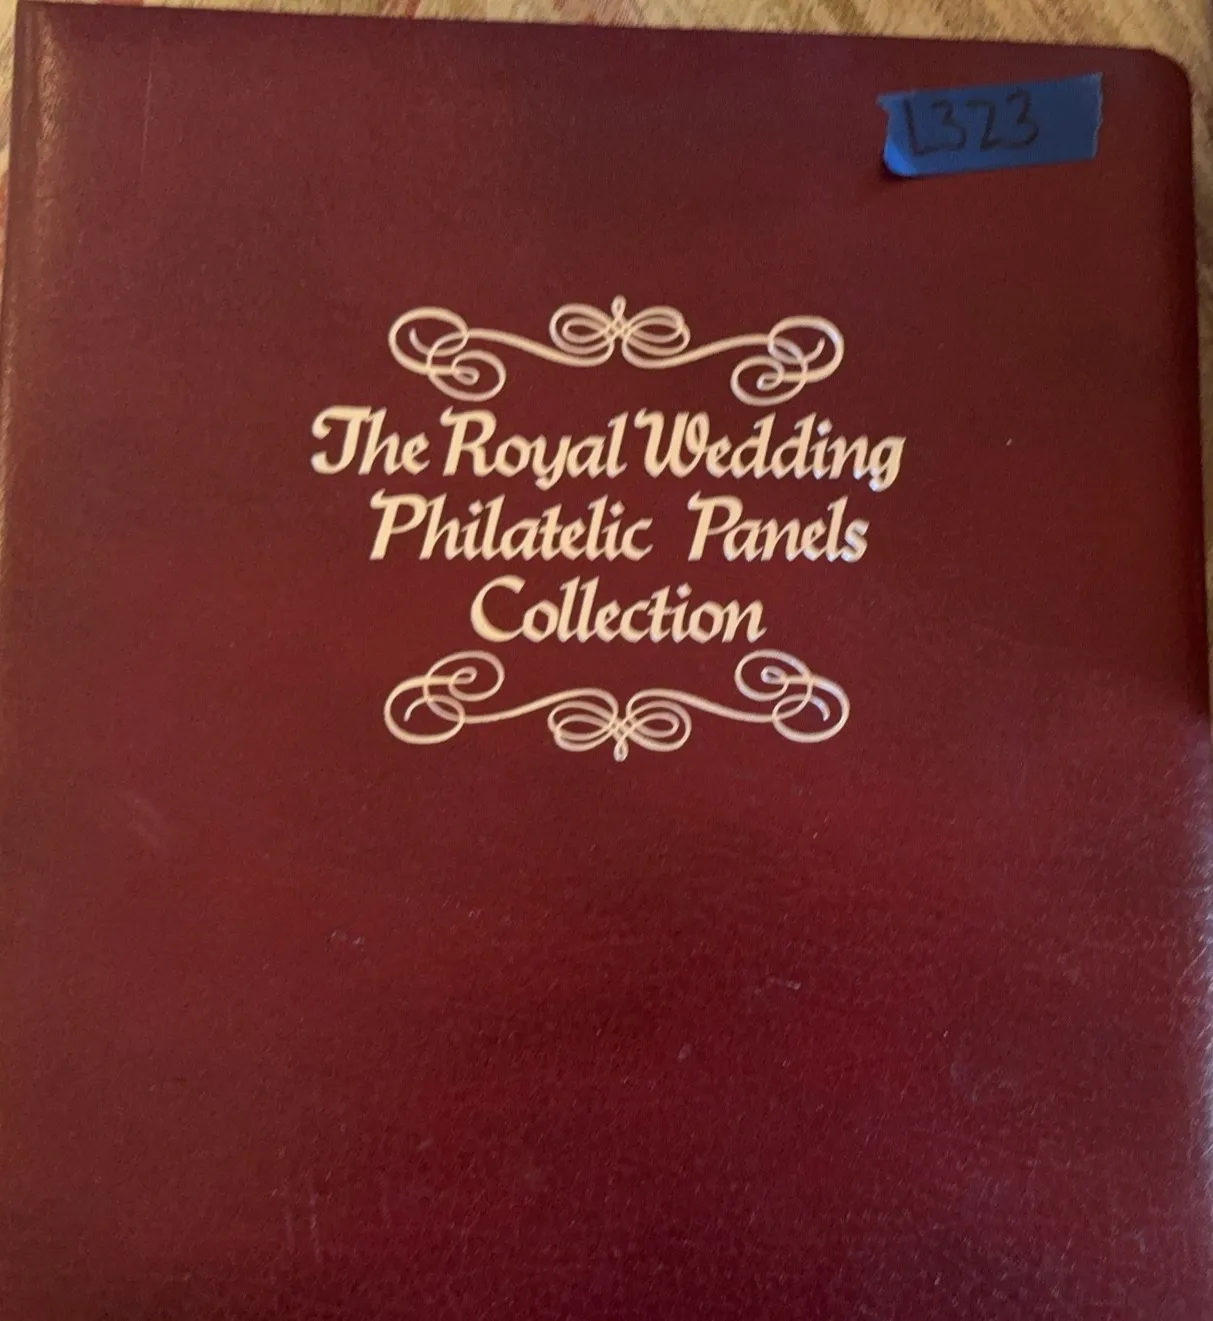 L323
The Royal Wedding
Philatelic Panels
Collection